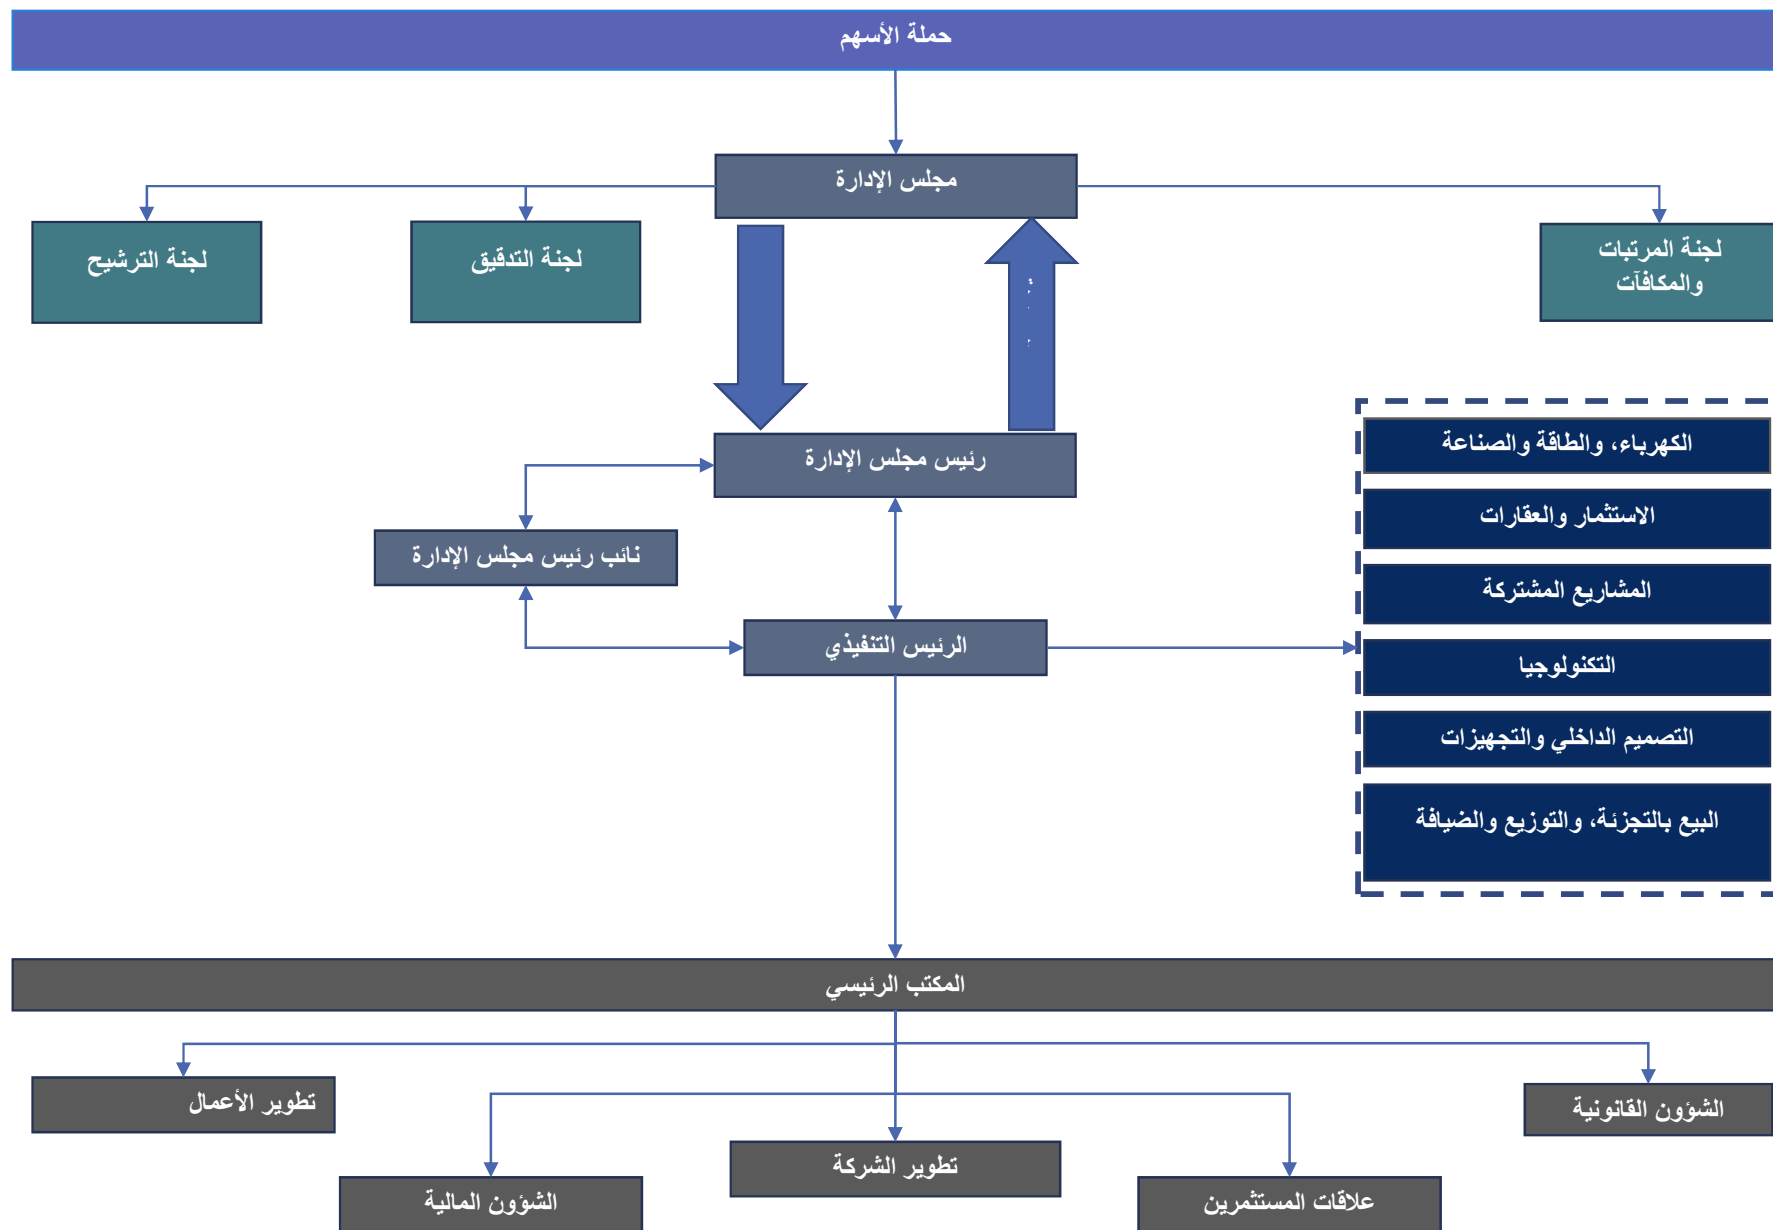 حملة الأسهم
مجلس الإدارة
لجنة المرتبات
والمكافآت
لجنة التدقيق
لجنة الترشيح
الكهرباء، والطاقة والصناعة
رئيس مجلس الإدارة
الاستثمار والعقارات
نائب رئيس مجلس الإدارة
المشاريع المشتركة
الرئيس التنفيذي
التكنولوجيا
التصميم الداخلي والتجهيزات
البيع بالتجزئة، والتوزيع والضيافة
المكتب الرئيسي
الشؤون القانونية
تطوير الأعمال
تطوير الشركة
علاقات المستثمرين
الشؤون المالية